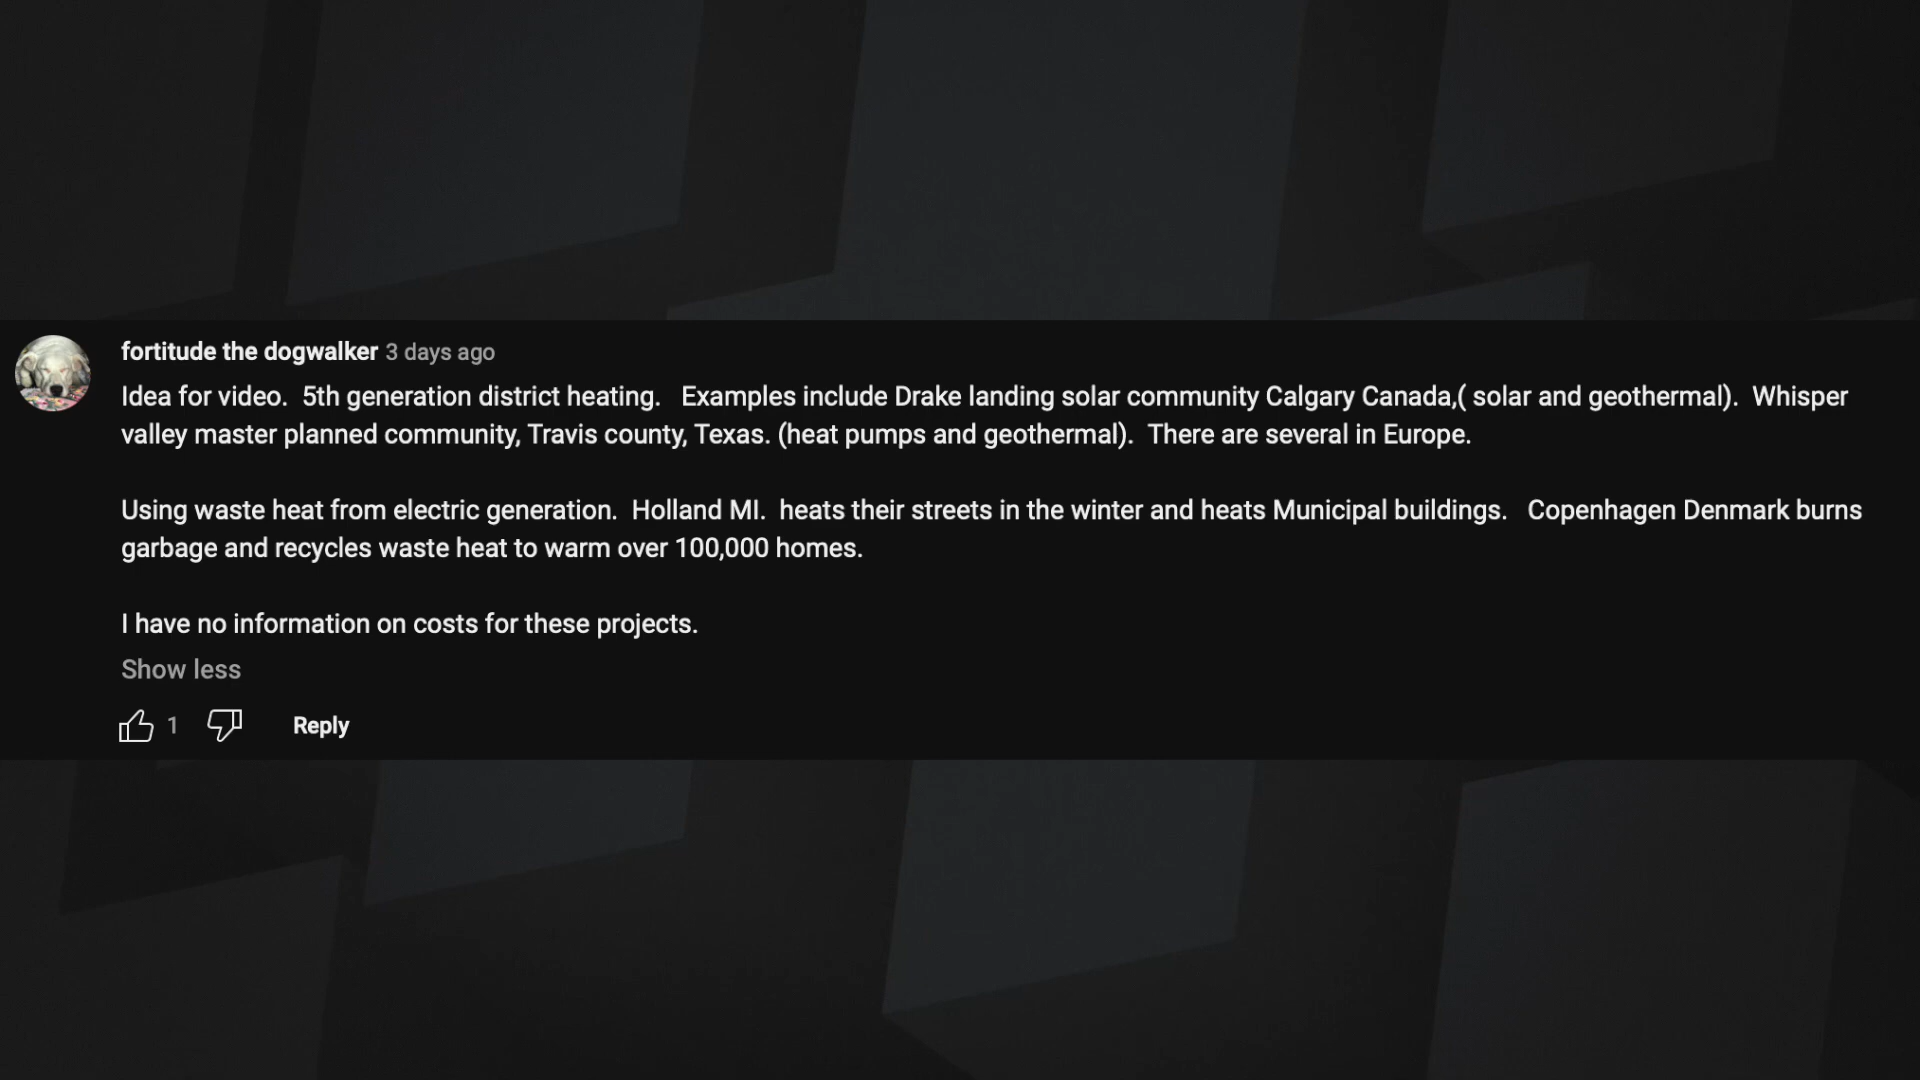 fortitude the dogwalker 3 days ago
Idea for video.  5th generation district heating.   Examples include Drake landing solar community Calgary Canada,( solar and geothermal).  Whisper
valley master planned community, Travis county, Texas. (heat pumps and geothermal).  There are several in Europe.
Using waste heat from electric generation.  Holland MI.  heats their streets in the winter and heats Municipal buildings.   Copenhagen Denmark burns
garbage and recycles waste heat to warm over 100,000 homes.
I have no information on costs for these projects.
Show less
1 Reply